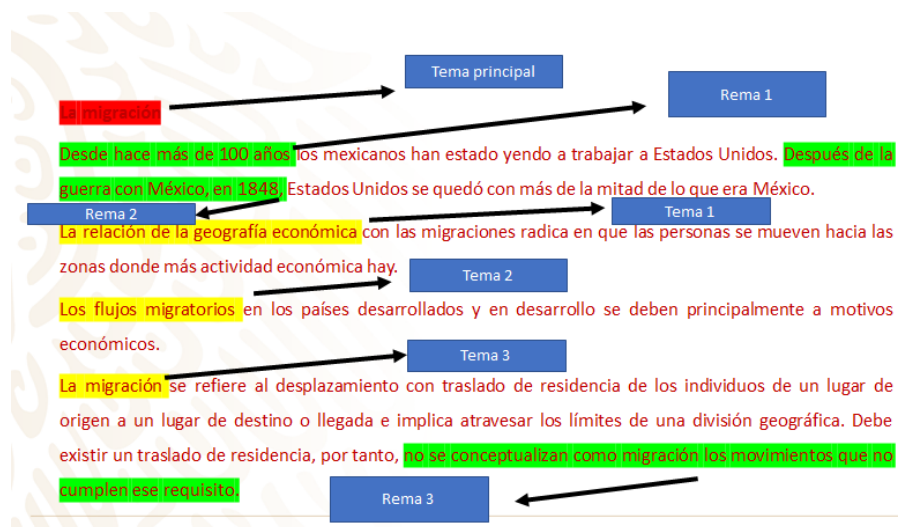 Tema principal
Rema 1
La migración
Desde hace más de 100 años los mexicanos han estado yendo a trabajar a Estados Unidos. Después de la
guerra con México, en 1848, Estados Unidos se quedó con más de la mitad de lo que era México.
Rema 2
Tema 1
La relación de la geografía económica con las migraciones radica en que las personas se mueven hacia las
zonas donde más actividad económica hay.
Tema 2
Los flujos migratorios en los países desarrollados y en desarrollo se deben principalmente a motivos
económicos.
Tema 3
La migración se refiere al desplazamiento con traslado de residencia de los individuos de un lugar de
origen a un lugar de destino o llegada e implica atravesar los límites de una división geográfica. Debe
existir un traslado de residencia, por tanto, no se conceptualizan como migración los movimientos que no
cumplen ese requisito.
Rema 3